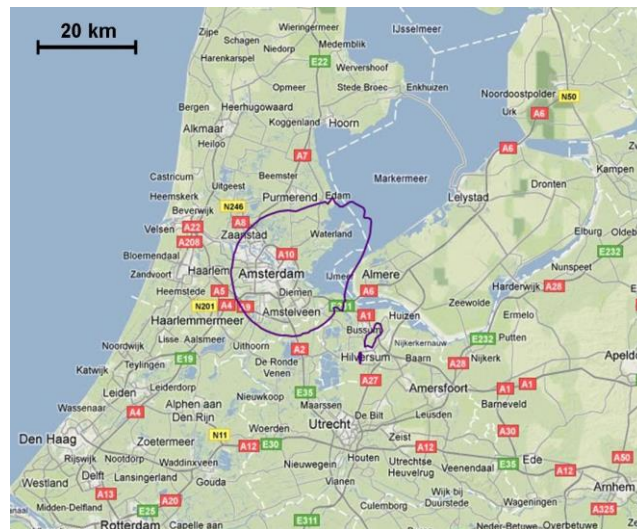 20 km
Zijpe
Wieringermeer
IJsselmeer
Schagen
Medemblik
Niedorp
Harenkarspel
E22
Wervershoof
Opmeer
Stede Broec
Enkhuizen
Noordoostpolder
N50
Bergen
Heerhugowaard
Urk
A6
Koggenland
Hoorn
Alkmaar
Heiloo
Markermeer
A6
A7
Kampen
Castricum
Beemster
Dronten
Uitgeest
Heemskerk
Purmerend
Edam
Lelystad
N246
Beverwijk
A8
Velsen
A22
Zaanstad
Waterland
Elburg
Oldeb
A208
A10
E232
Bloemendaal
Haarlem
Amsterdam
IJmeer
Almere
Nunspeet
Zandvoort
A5
Diemen
A6
Harderwijk
A28
Heemstede
N201
A4
Amstelveen
A1
Zeewolde
Haarlemmermeer
Huizen
Ermelo
Bussum
E232
Putten
Noordwijk
Lisse
Aalsmeer
Uithoorn
Nijkerkernauw
Teylingen
E19
A2
Hilversum
Baarn
Nijkerk
Apeldo
Katwijk
De Ronde
Venen
A28
Leiden
Leiderdorp
A27
A1
A1
Nieuwkoop
E35
Amersfoort
Wassenaar
Maarssen
Barneveld
A4
Alphen aan
Den Rijn
De Bilt
Leusden
Zoetermeer
Woerden
Utrecht
A30
Den Haag
N11
Zeist
A12
E30
A12
Rijswijk
Nootdorp
Waddinxveen
Houten
E35
Ede
A50
Delft
Lansingerland
Nieuwegein
Utrechtse
Heuvelrug
Veenendaal
A12
Westland
Gouda
Vianen
Arnhem
A13
A20
Wijk bij
Duurstede
Wageningen
Midden-Delfland
E25
Culemborg
A325
Rotterdam
Capelle aan
E311
Neder-Betuwe
Overbetuwe